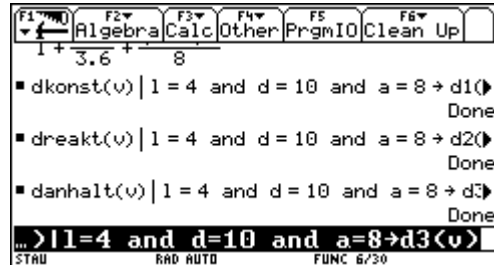 F1 F2 F3 F4 F5 F6
Algebra Calc Other PrgmIO Clean Up
1 + 3.6 + 8
dkonst(v)|l = 4 and d = 10 and a = 8 → d1(
Done
dreakt(v)|l = 4 and d = 10 and a = 8 → d2(
Done
danhalt(v)|l = 4 and d = 10 and a = 8 → d3
Done
…)|l=4 and d=10 and a=8→d3(v)
STAU RAD AUTO FUNC 6/30